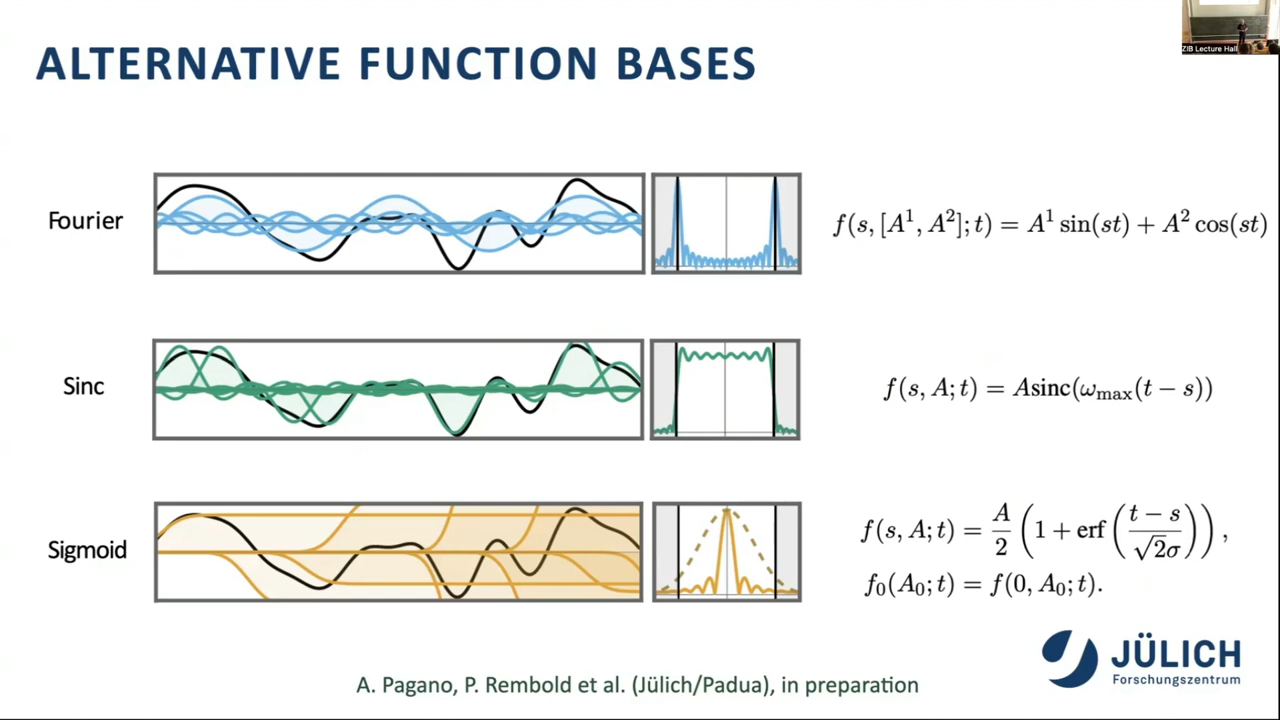 ZIB Lecture Hall
ALTERNATIVE FUNCTION BASES
Fourier
f(s, [A¹, A²]; t) = A¹ sin(st) + A² cos(st)
Sinc
f(s, A; t) = Asinc(ω_max(t − s))
Sigmoid
f(s, A; t) = A/2 (1 + erf((t − s)/(√2σ))),
f₀(A₀; t) = f(0, A₀; t).
JÜLICH
Forschungszentrum
A. Pagano, P. Rembold et al. (Jülich/Padua), in preparation